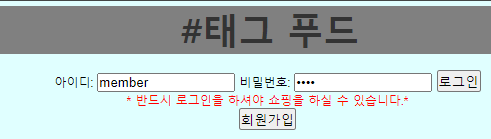 #태그 푸드
아이디: member 비밀번호: •••• 로그인
* 반드시 로그인을 하셔야 쇼핑을 하실 수 있습니다.*
회원가입